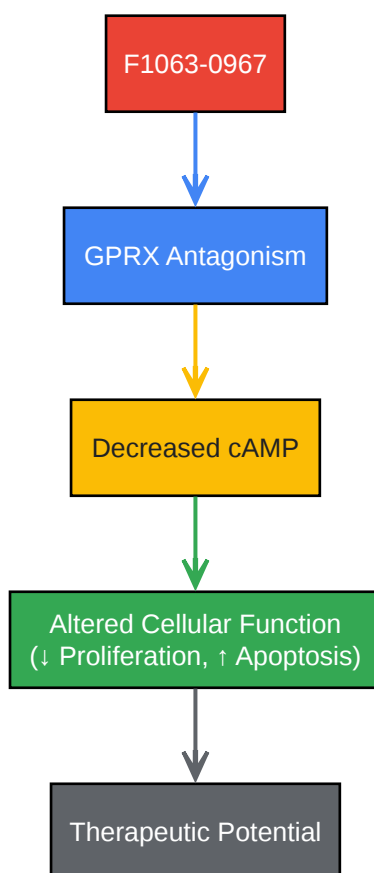 F1063-0967
GPRX Antagonism
Decreased cAMP
Altered Cellular Function
(↓ Proliferation, ↑ Apoptosis)
Therapeutic Potential